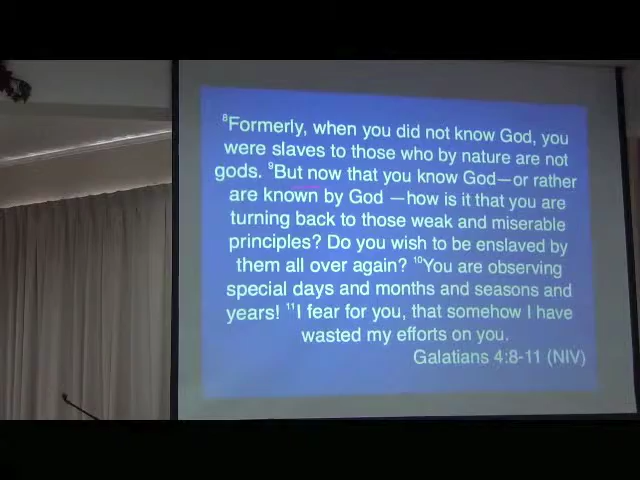 ⁸Formerly, when you did not know God, you
were slaves to those who by nature are not
gods. ⁹But now that you know God—or rather
are known by God —how is it that you are
turning back to those weak and miserable
principles? Do you wish to be enslaved by
them all over again? ¹⁰You are observing
special days and months and seasons and
years! ¹¹I fear for you, that somehow I have
wasted my efforts on you.
Galatians 4:8-11 (NIV)